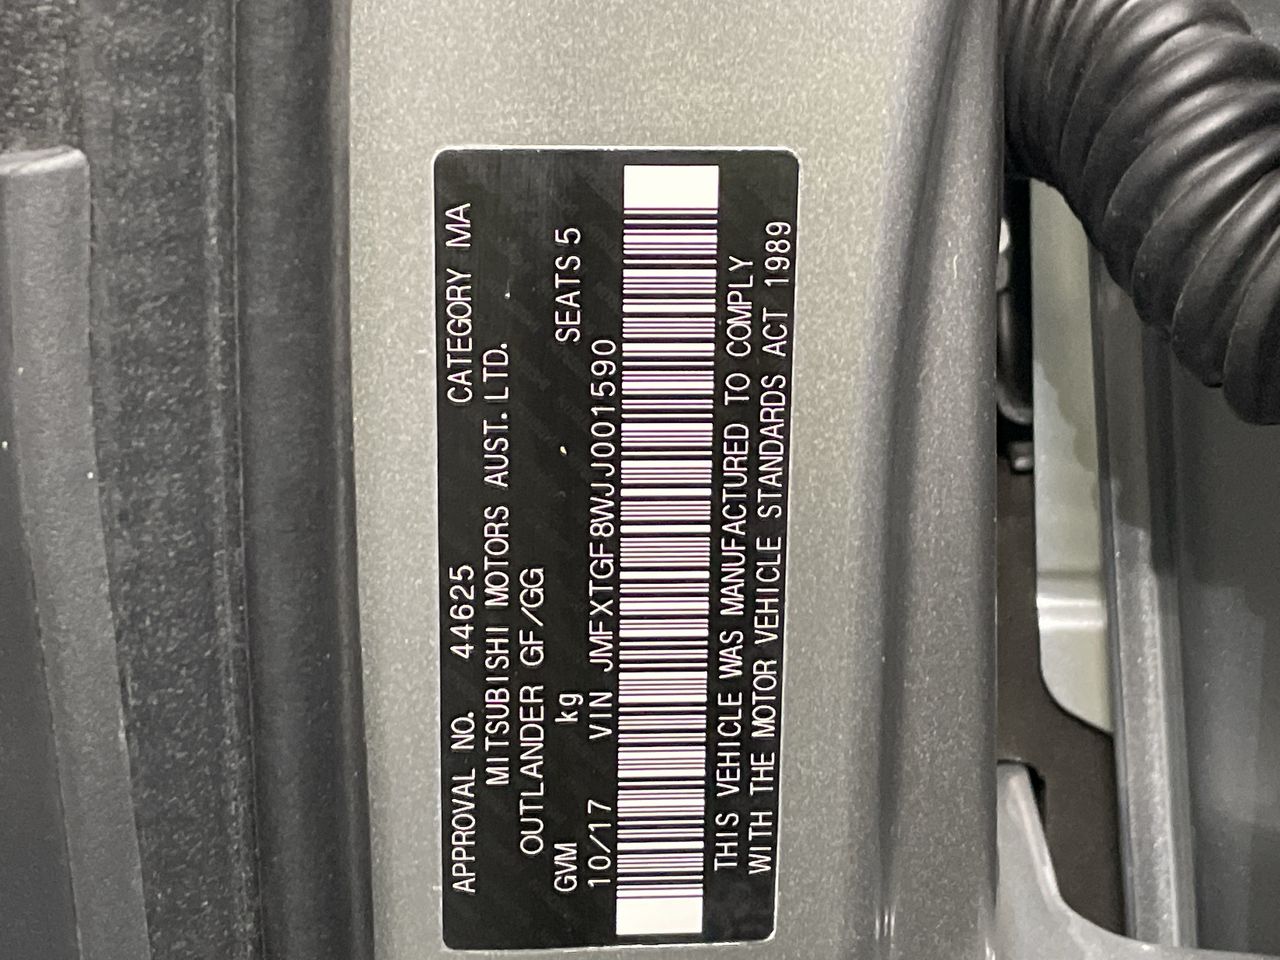 APPROVAL NO. 44625 CATEGORY MA
MITSUBISHI MOTORS AUST. LTD.
OUTLANDER GF/GG
GVM kg SEATS 5
10/17 VIN JMFXTGF8WJJ001590
THIS VEHICLE WAS MANUFACTURED TO COMPLY
WITH THE MOTOR VEHICLE STANDARDS ACT 1989